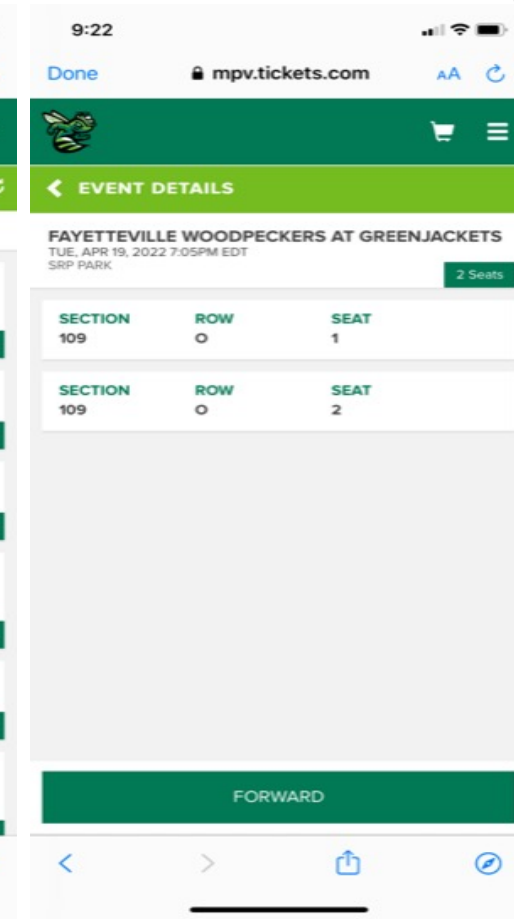 9:22
Done mpv.tickets.com AA
EVENT DETAILS
FAYETTEVILLE WOODPECKERS AT GREENJACKETS
TUE, APR 19, 2022 7:05PM EDT
SRP PARK
2 Seats
SECTION ROW SEAT
109 O 1
SECTION ROW SEAT
109 O 2
FORWARD